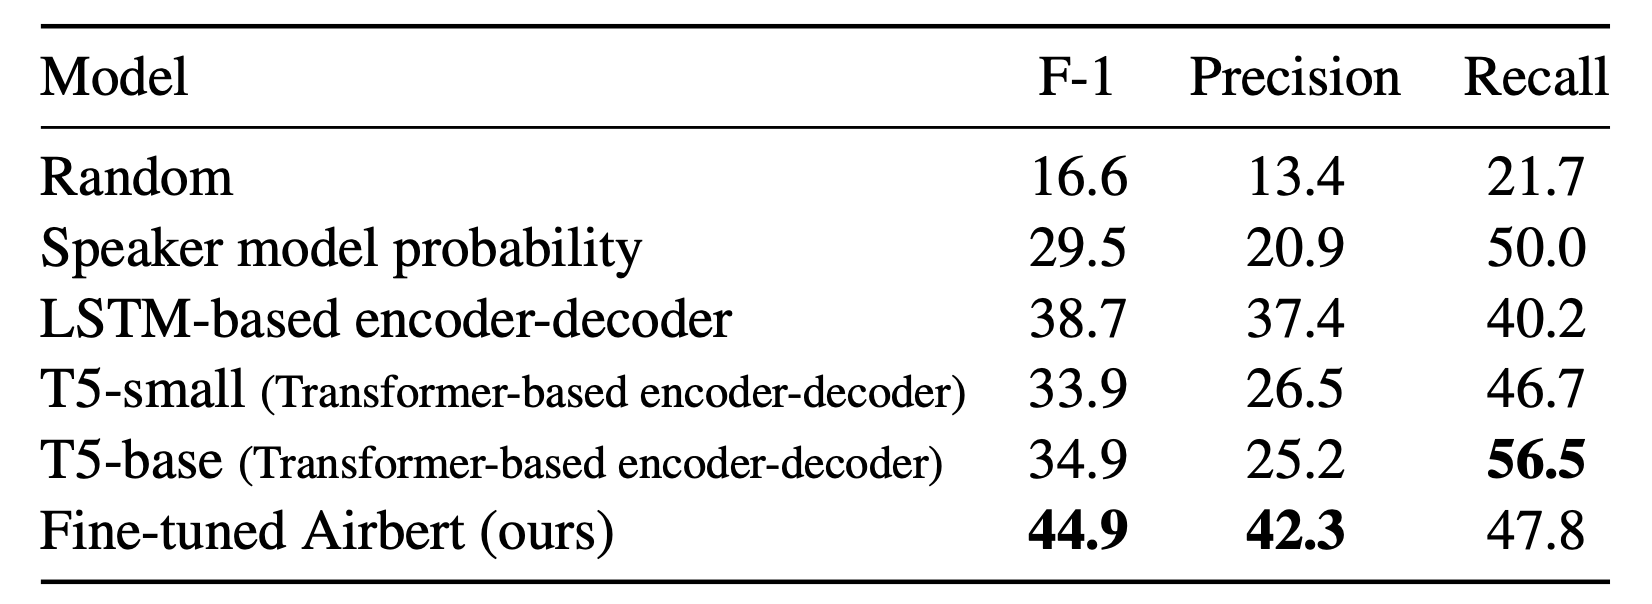 Model F-1 Precision Recall
Random 16.6 13.4 21.7
Speaker model probability 29.5 20.9 50.0
LSTM-based encoder-decoder 38.7 37.4 40.2
T5-small (Transformer-based encoder-decoder) 33.9 26.5 46.7
T5-base (Transformer-based encoder-decoder) 34.9 25.2 56.5
Fine-tuned Airbert (ours) 44.9 42.3 47.8